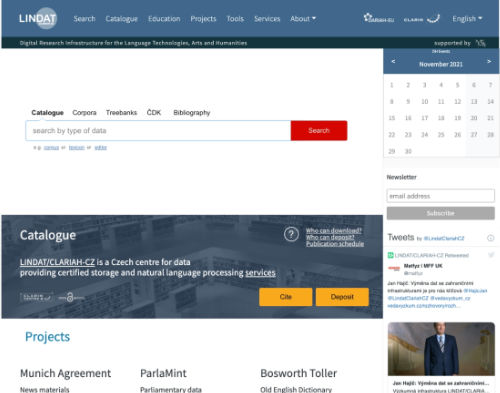 LINDAT
Search Catalogue Education Projects Tools Services About
CLARIAH-EU CLARIN English
Digital Research Infrastructure for the Language Technologies, Arts and Humanities
supported by
November 2021
1 2 3 4 5 6 7
8 9 10 11 12 13 14
15 16 17 18 19 20 21
22 23 24 25 26 27 28
29 30
Catalogue Corpora Treebanks ČDK Bibliography
search by type of data
Search
e.g. corpus or lexicon or editor
Newsletter
email address
Subscribe
Catalogue
Who can download?
Who can deposit?
Publication schedule
LINDAT/CLARIAH-CZ is a Czech centre for data
providing certified storage and natural language processing services
CLARIN
Cite
Deposit
Tweets by @LindatClariahCZ
LINDAT/CLARIAH-CZ Retweeted
Matfyz | MFF UK
@matfyz
Jan Hajič: Výměna dat se zahraničními
infrastrukturami je pro nás klíčová @HajicJan
@LindatClariahCZ @vedavyzkum_cz
vedavyzkum.cz/rozhovory/rozh…
Jan Hajič: Výměna dat se zahraničními…
Výzkumná infrastruktura LINDAT/CLARIA…
Projects
Munich Agreement
News materials
ParlaMint
Parliamentary data
Bosworth Toller
Old English Dictionary